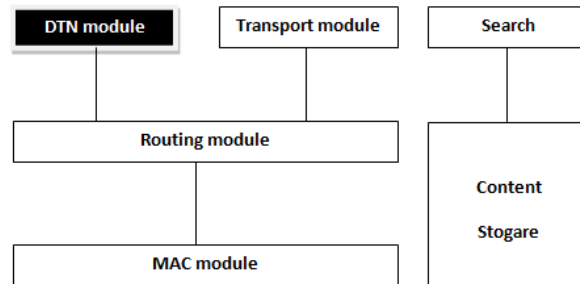 DTN module
Transport module
Search
Routing module
Content
Stogare
MAC module